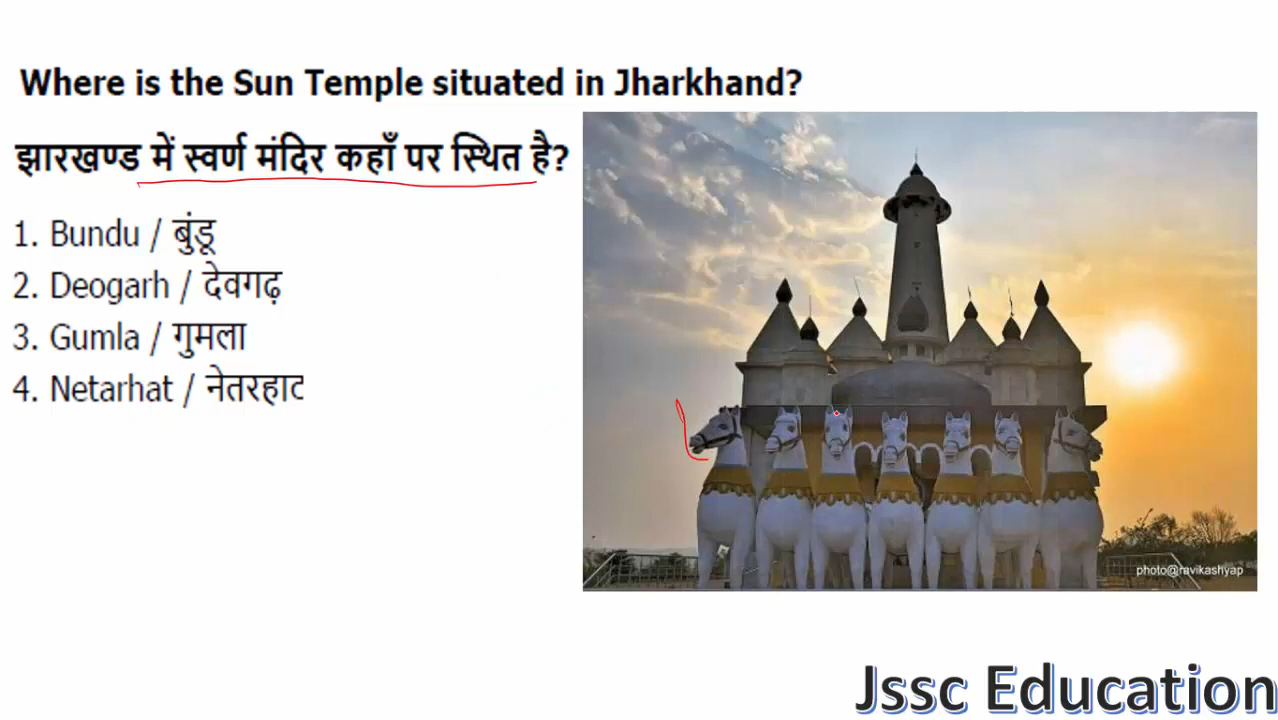 Where is the Sun Temple situated in Jharkhand?
झारखण्ड में स्वर्ण मंदिर कहाँ पर स्थित है?
1. Bundu / बुंडू
2. Deogarh / देवगढ़
3. Gumla / गुमला
4. Netarhat / नेतरहाट
photo@ravikashyap
Jssc Education